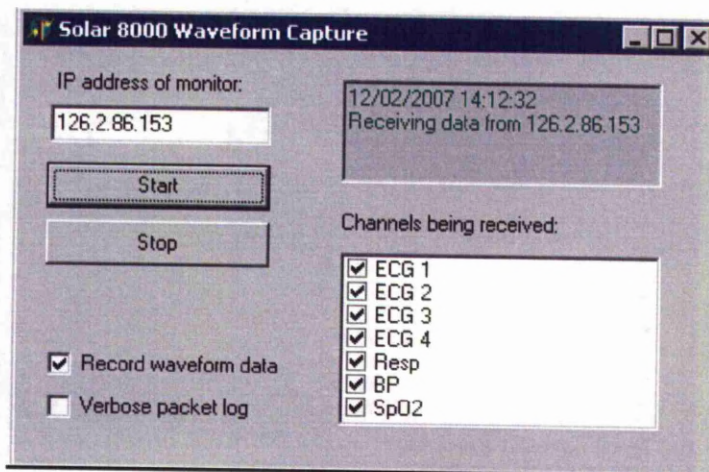 Solar 8000 Waveform Capture
IP address of monitor:
126.2.86.153
Start
Stop
Record waveform data
Verbose packet log
12/02/2007 14:12:32
Receiving data from 126.2.86.153
Channels being received:
ECG 1
ECG 2
ECG 3
ECG 4
Resp
BP
SpO2